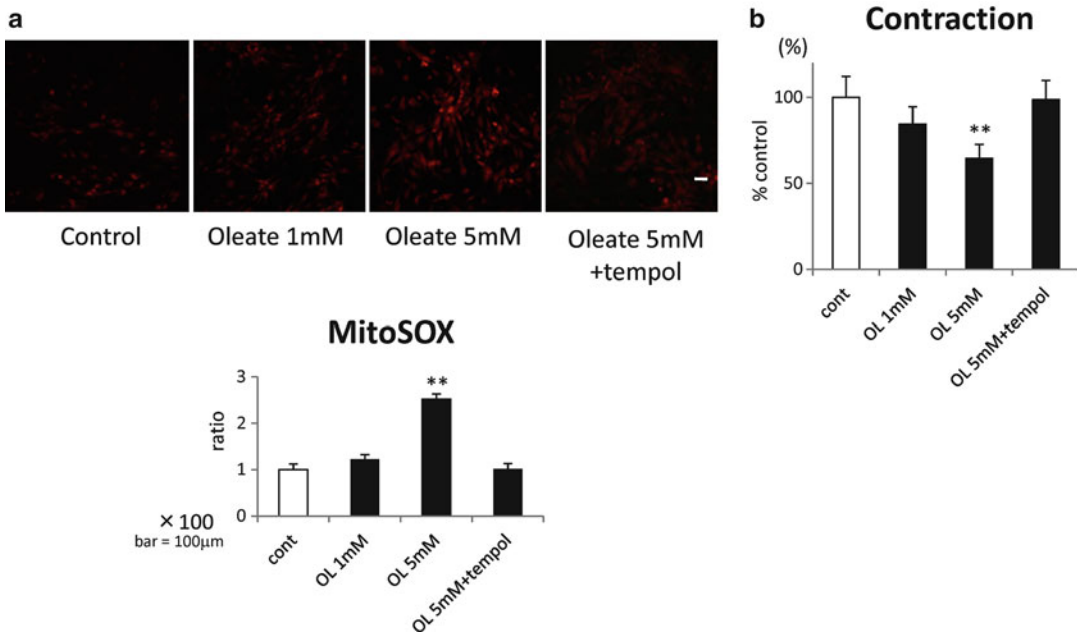 a
Control
Oleate 1mM
Oleate 5mM
Oleate 5mM
+tempol
MitoSOX
ratio
3
2
1
0
**
cont
OL 1mM
OL 5mM
OL 5mM+tempol
× 100
bar = 100μm
b
Contraction
(%)
% control
100
50
0
**
cont
OL 1mM
OL 5mM
OL 5mM+tempol